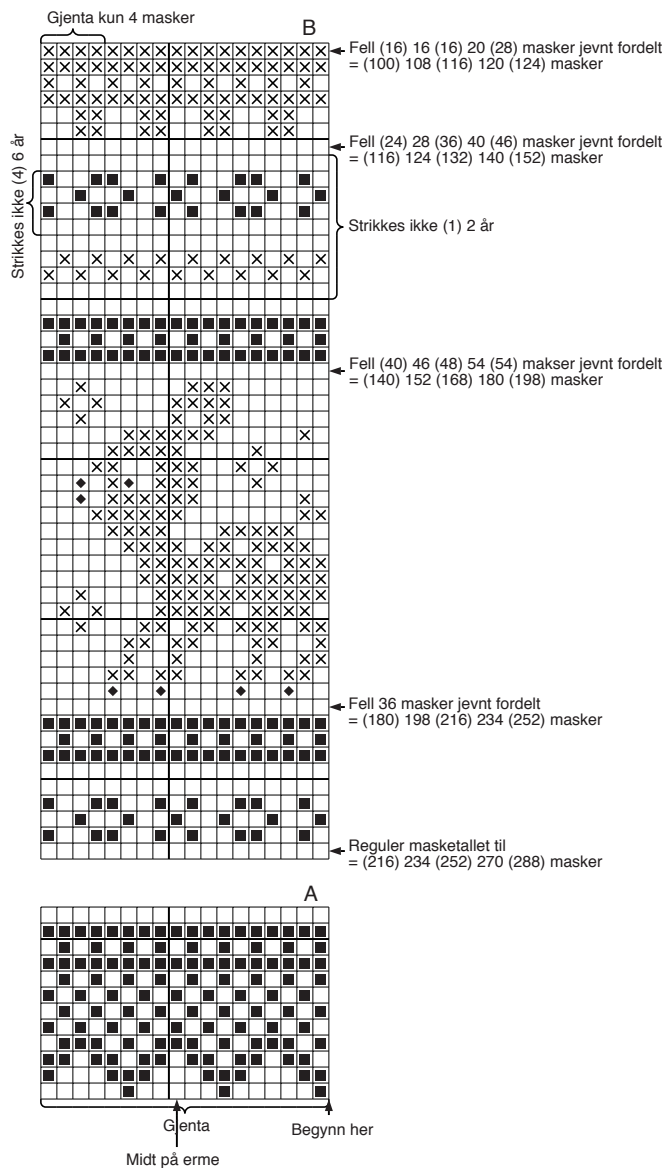 Gjenta kun 4 masker
B
Fell (16) 16 (16) 20 (28) masker jevnt fordelt
= (100) 108 (116) 120 (124) masker
Fell (24) 28 (36) 40 (46) masker jevnt fordelt
= (116) 124 (132) 140 (152) masker
Strikkes ikke (4) 6 år
Strikkes ikke (1) 2 år
Fell (40) 46 (48) 54 (54) makser jevnt fordelt
= (140) 152 (168) 180 (198) masker
Fell 36 masker jevnt fordelt
= (180) 198 (216) 234 (252) masker
Reguler masketallet til
= (216) 234 (252) 270 (288) masker
A
Gjenta
Begynn her
Midt på erme